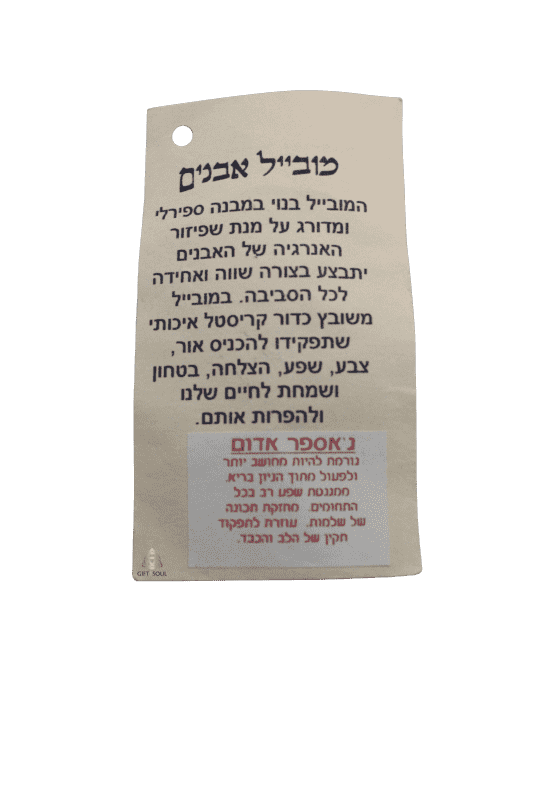 מובייל אבנים
המובייל בנוי במבנה ספירלי
ומדורג על מנת שפיזור
האנרגיה של האבנים
יתבצע בצורה שווה ואחידה
לכל הסביבה. במובייל
משובץ כדור קריסטל איכותי
שתפקידו להכניס אור,
צבע, שפע, הצלחה, בטחון
ושמחת לחיים שלנו
ולהפרות אותם.
ג'אספר אדום
גורמת להיות מחושב יותר
ולפעול מתוך הגיון בריא.
ממגנטת שפע רב בכל
התחומים. מחזקת תכונה
של שלמות. עוזרת לתפקוד
תקין של הלב והכבד.
GIFT SOUL